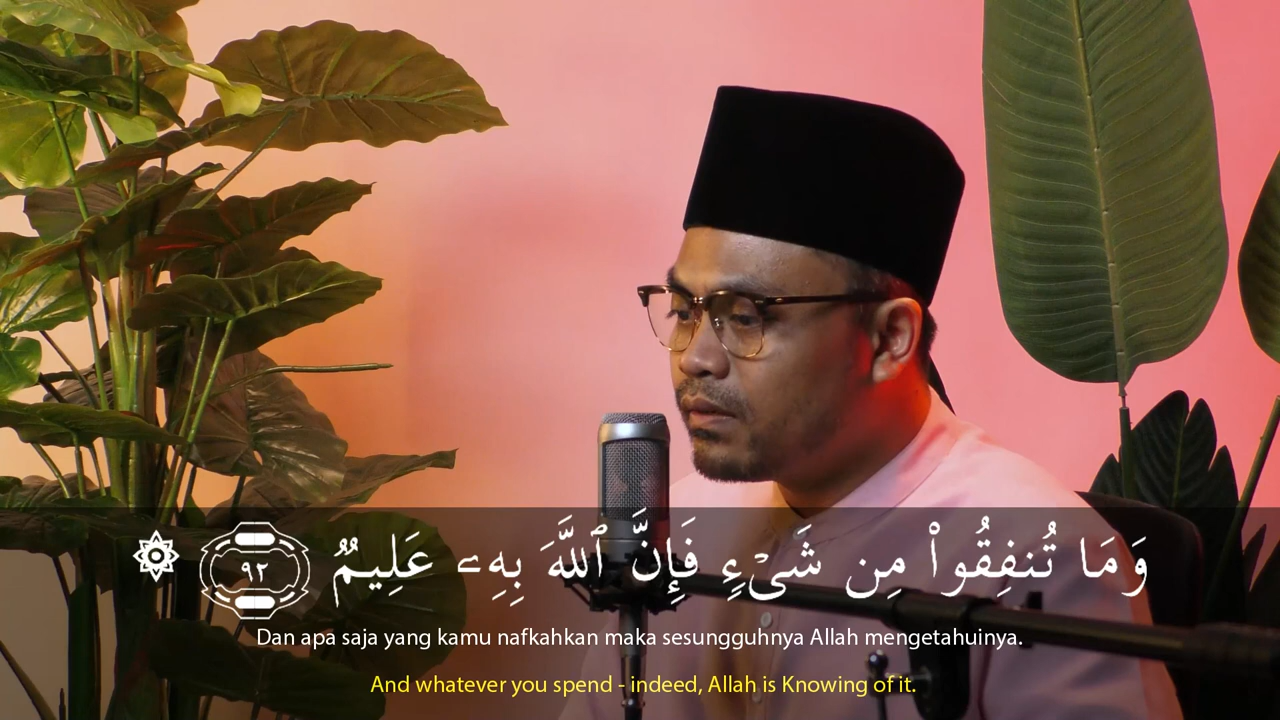 وَمَا تُنفِقُوا۟ مِن شَىْءٍ فَإِنَّ ٱللَّهَ بِهِۦ عَلِيمٌ ٩٢
Dan apa saja yang kamu nafkahkan maka sesungguhnya Allah mengetahuinya.
And whatever you spend - indeed, Allah is Knowing of it.